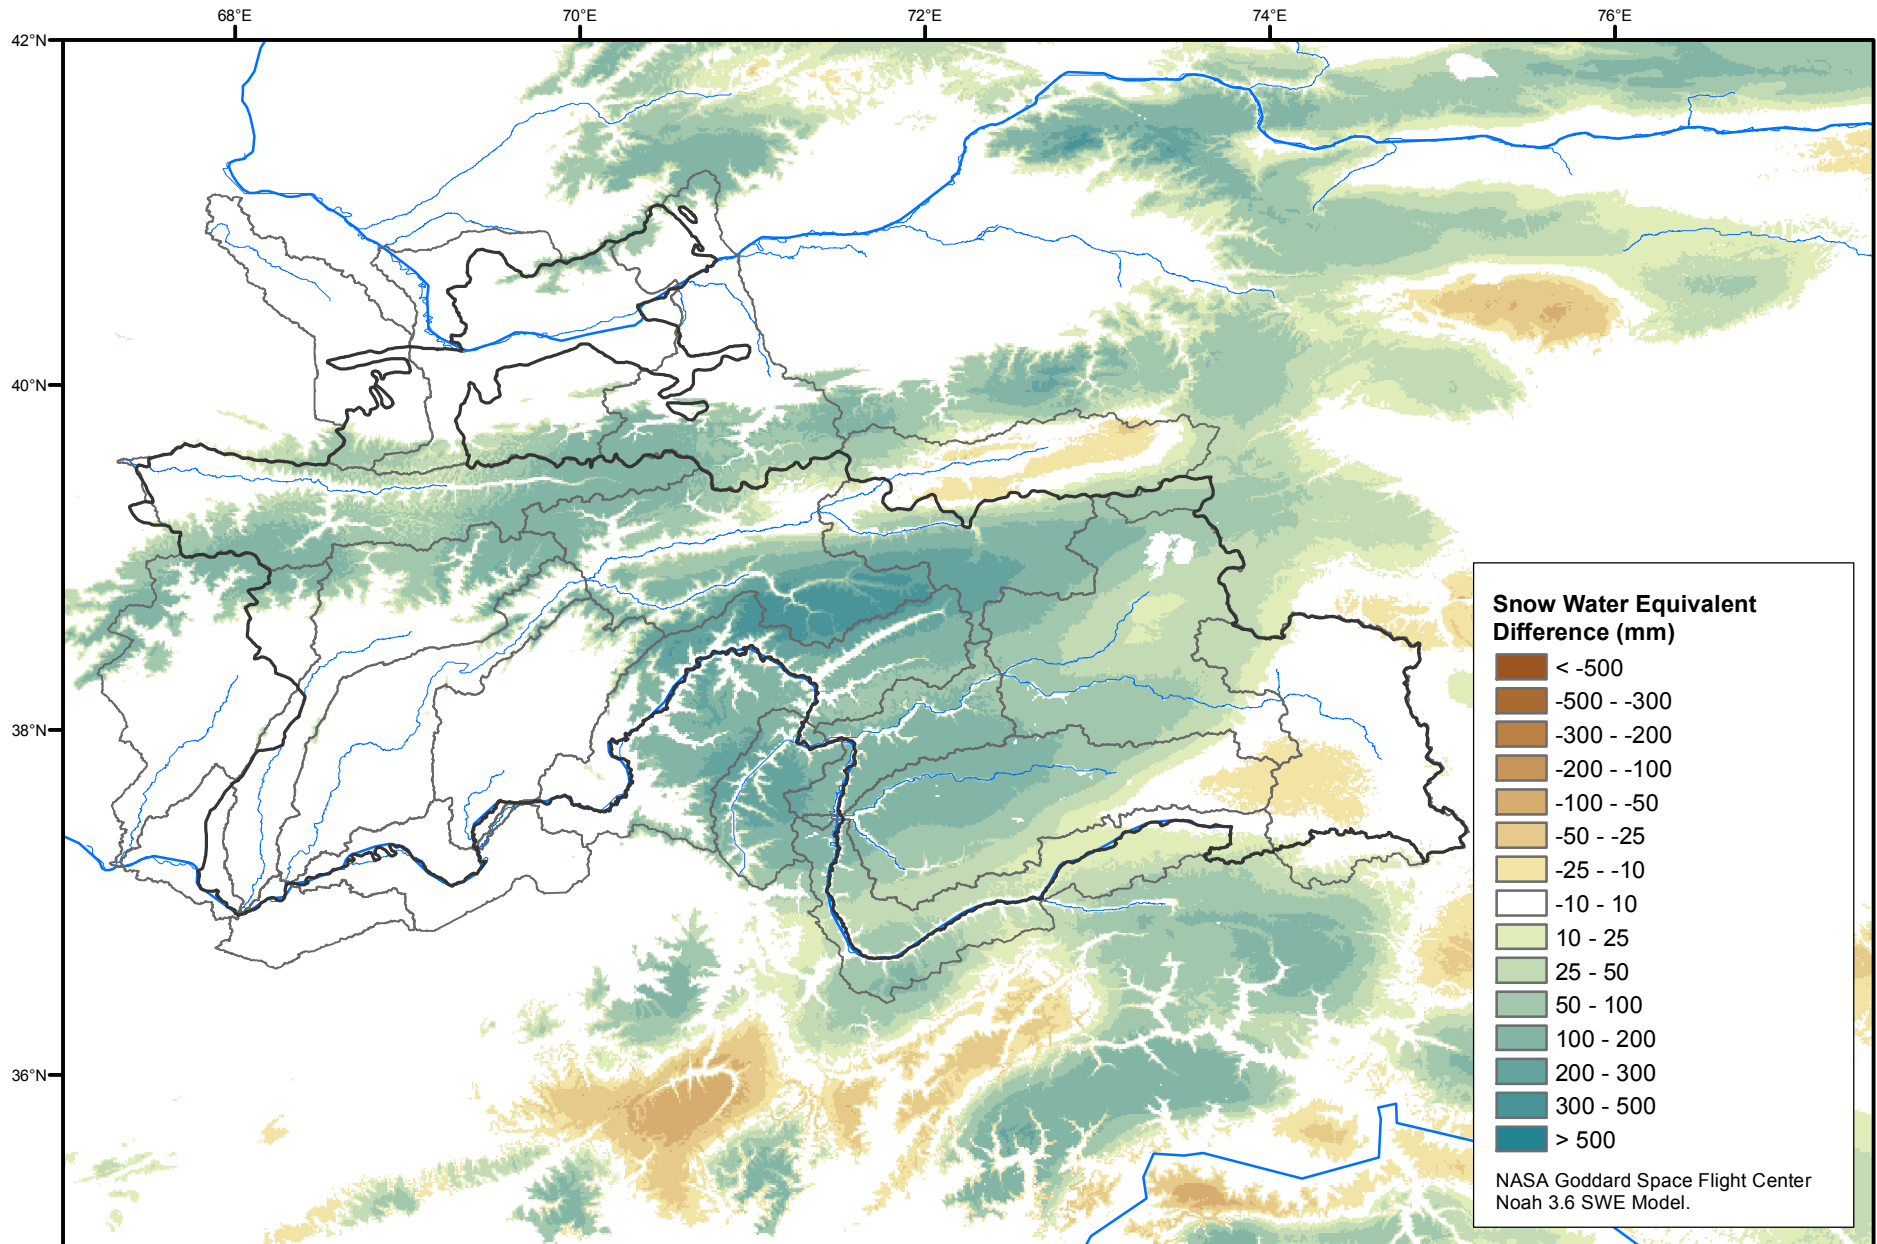 68°E
70°E
72°E
74°E
76°E
42°N
40°N
38°N
36°N
Snow Water Equivalent
Difference (mm)
< -500
-500 - -300
-300 - -200
-200 - -100
-100 - -50
-50 - -25
-25 - -10
-10 - 10
10 - 25
25 - 50
50 - 100
100 - 200
200 - 300
300 - 500
> 500
NASA Goddard Space Flight Center
Noah 3.6 SWE Model.